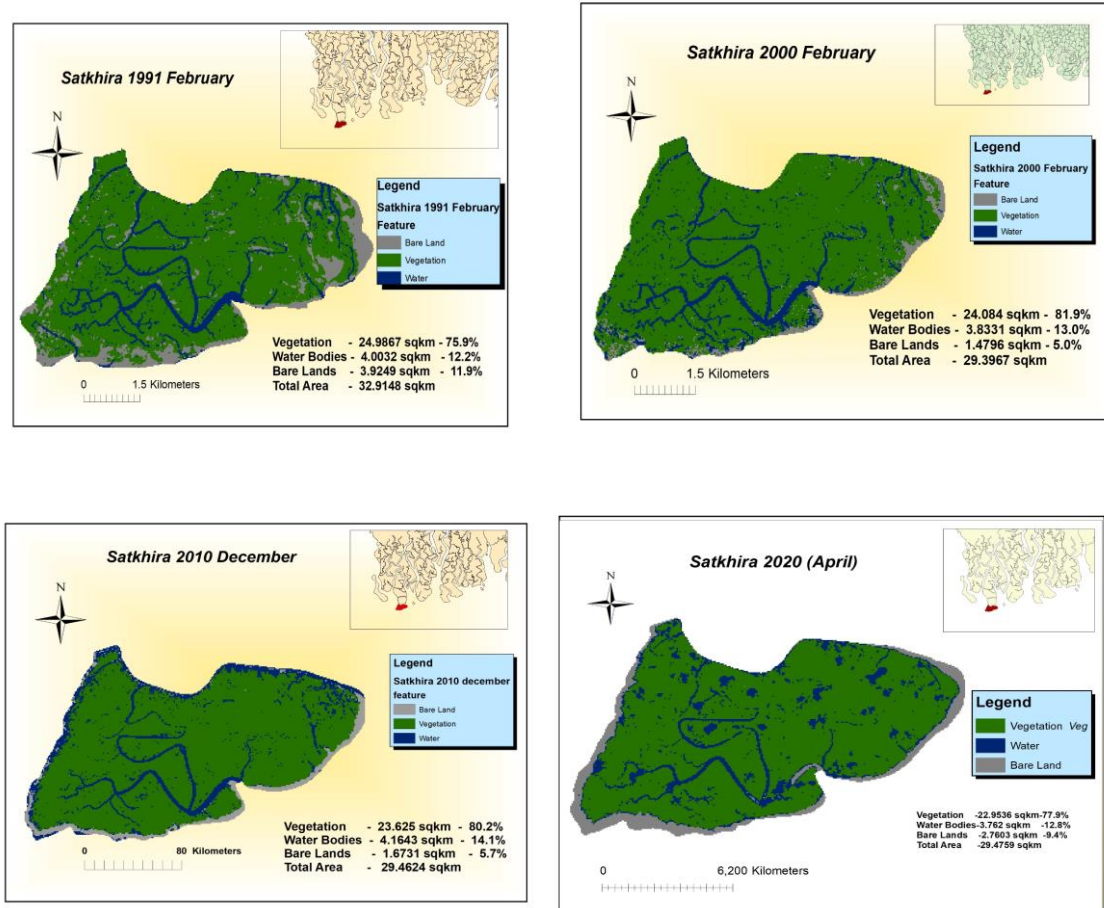 Satkhira 1991 February
N
Legend
Satkhira 1991 February
Feature
Bare Land
Vegetation
Water
Vegetation - 24.9867 sqkm - 75.9%
Water Bodies - 4.0032 sqkm - 12.2%
Bare Lands - 3.9249 sqkm - 11.9%
Total Area - 32.9148 sqkm
0 1.5 Kilometers
Satkhira 2000 February
N
Legend
Satkhira 2000 February
Feature
Bare Land
Vegetation
Water
Vegetation - 24.084 sqkm - 81.9%
Water Bodies - 3.8331 sqkm - 13.0%
Bare Lands - 1.4796 sqkm - 5.0%
Total Area - 29.3967 sqkm
0 1.5 Kilometers
Satkhira 2010 December
N
Legend
Satkhira 2010 december
feature
Bare Land
Vegetation
Water
Vegetation - 23.625 sqkm - 80.2%
Water Bodies - 4.1643 sqkm - 14.1%
Bare Lands - 1.6731 sqkm - 5.7%
Total Area - 29.4624 sqkm
0 80 Kilometers
Satkhira 2020 (April)
N
Legend
Vegetation Veg
Water
Bare Land
Vegetation -22.9536 sqkm-77.9%
Water Bodies-3.762 sqkm -12.8%
Bare Lands -2.7603 sqkm -9.4%
Total Area -29.4759 sqkm
0 6,200 Kilometers